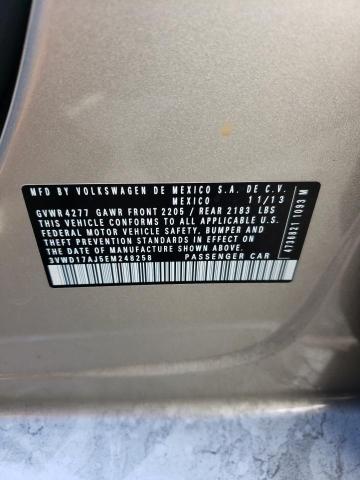 MFD BY VOLKSWAGEN DE MEXICO S.A. DE C.V.
MEXICO 11/13
GVWR 4277 GAWR FRONT 2205 / REAR 2183 LBS
THIS VEHICLE CONFORMS TO ALL APPLICABLE U.S.
FEDERAL MOTOR VEHICLE SAFETY, BUMPER AND
THEFT PREVENTION STANDARDS IN EFFECT ON THE
DATE OF MANUFACTURE SHOWN ABOVE
3VWD17AJ5EM248258 PASSENGER CAR
4736821 1093 M